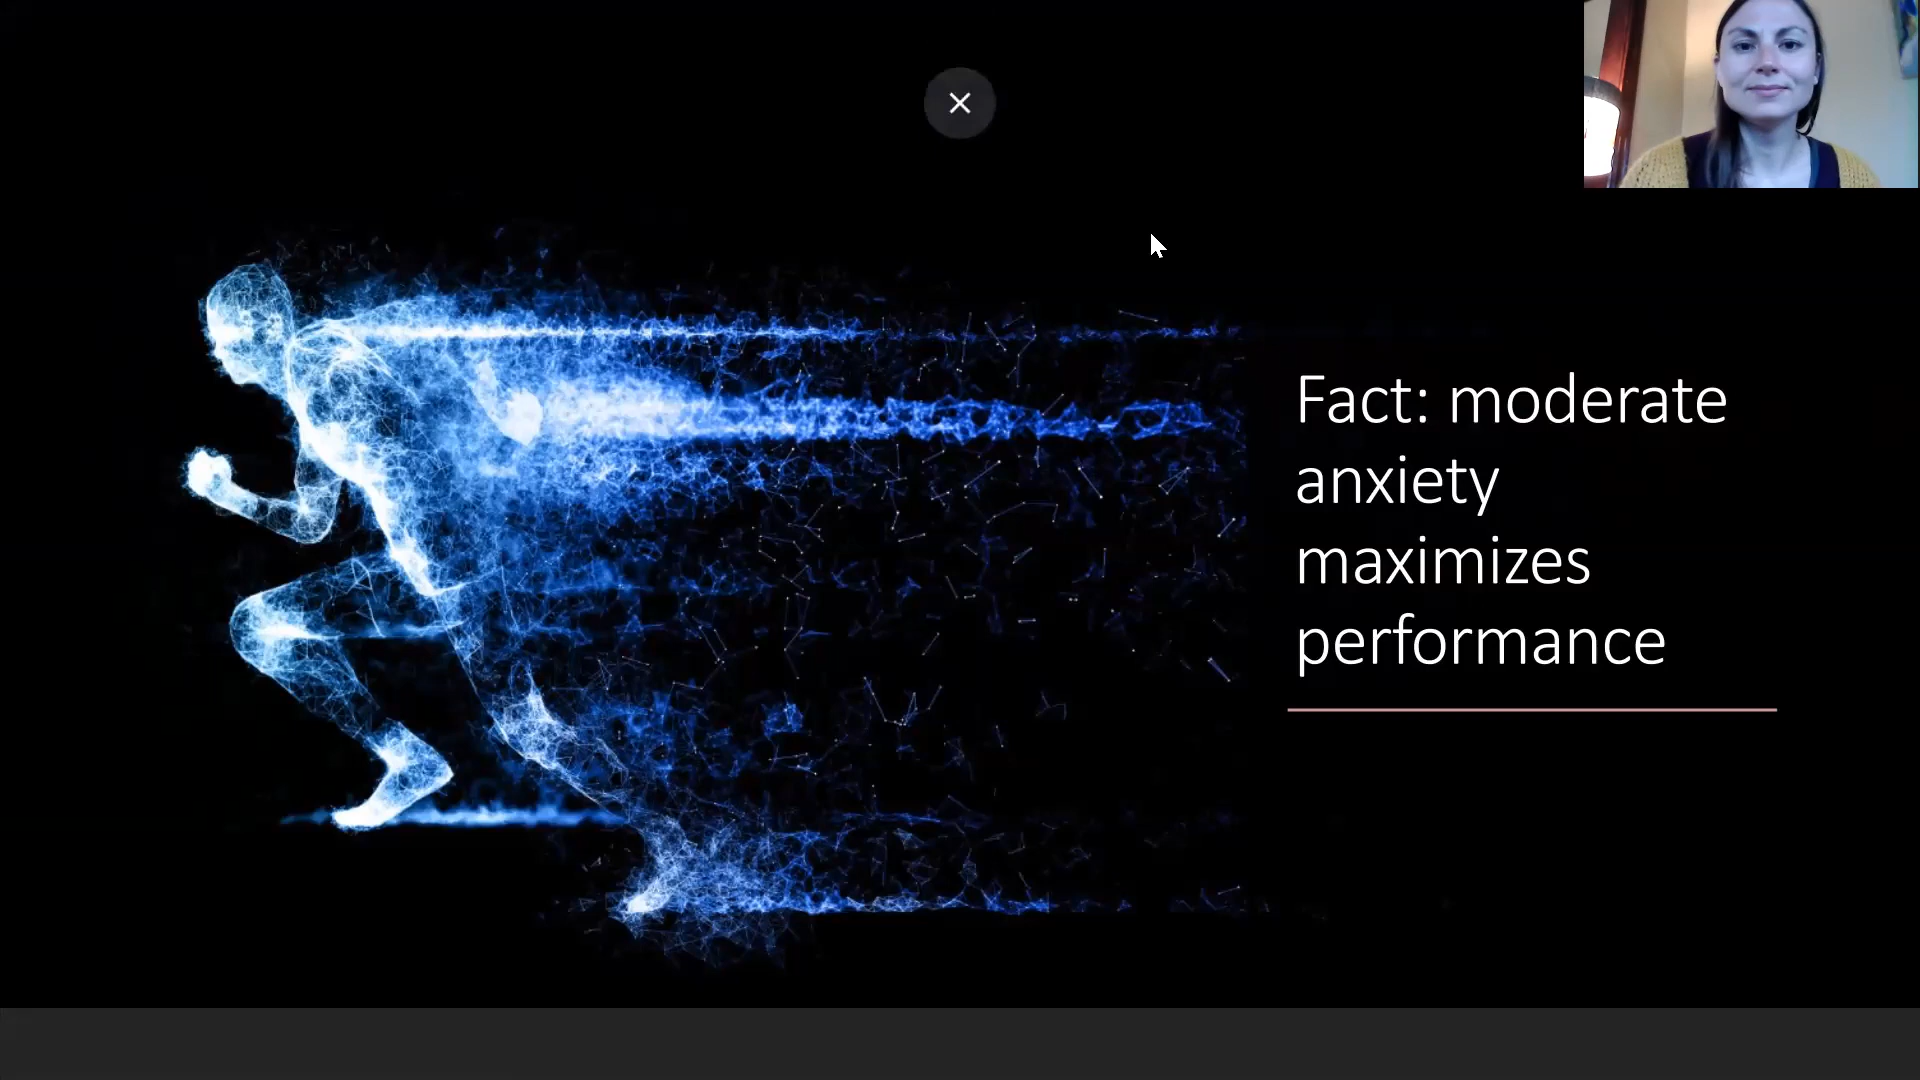 Fact: moderate
anxiety
maximizes
performance